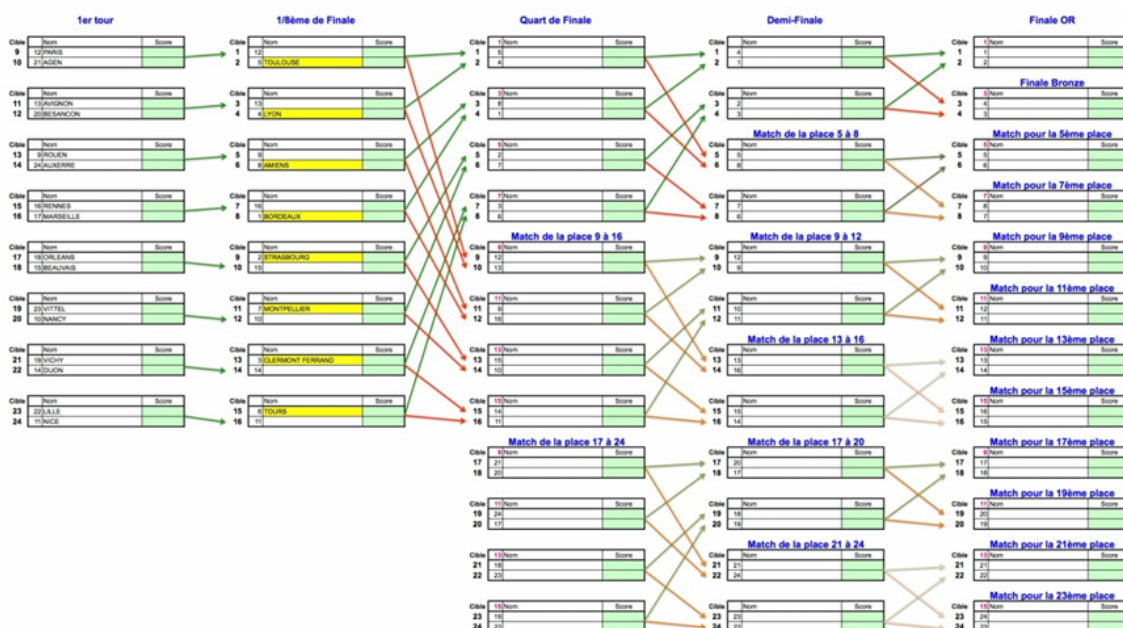 1er tour
Cible Nom Score
9 12 PARIS
10 21 AGEN
Cible Nom Score
11 13 AVIGNON
12 20 BESANCON
Cible Nom Score
13 9 ROUEN
14 24 AUXERRE
Cible Nom Score
15 16 RENNES
16 17 MARSEILLE
Cible Nom Score
17 18 ORLEANS
18 15 BEAUVAIS
Cible Nom Score
19 23 VITTEL
20 10 NANCY
Cible Nom Score
21 19 VICHY
22 14 DIJON
Cible Nom Score
23 22 LILLE
24 11 NICE
1/8ème de Finale
Cible Nom Score
1 12
2 5 TOULOUSE
Cible Nom Score
3 13
4 4 LYON
Cible Nom Score
5 9
6 8 AMIENS
Cible Nom Score
7 16
8 1 BORDEAUX
Cible Nom Score
9 2 STRASBOURG
10 15
Cible Nom Score
11 7 MONTPELLIER
12 10
Cible Nom Score
13 3 CLERMONT FERRAND
14 14
Cible Nom Score
15 6 TOURS
16 11
Quart de Finale
Cible 1 Nom Score
1 5
2 4
Cible 3 Nom Score
3 8
4 1
Cible 5 Nom Score
5 2
6 7
Cible 7 Nom Score
7 3
8 6
Match de la place 9 à 16
Cible 9 Nom Score
9 12
10 13
Cible 11 Nom Score
11 9
12 16
Cible 13 Nom Score
13 15
14 10
Cible 15 Nom Score
15 14
16 11
Match de la place 17 à 24
Cible 9 Nom Score
17 21
18 20
Cible 11 Nom Score
19 24
20 17
Cible 13 Nom Score
21 18
22 23
Cible 15 Nom Score
23 19
24 22
Demi-Finale
Cible Nom Score
1 4
2 1
Cible Nom Score
3 2
4 3
Match de la place 5 à 8
Cible Nom Score
5 5
6 8
Cible Nom Score
7 7
8 6
Match de la place 9 à 12
Cible Nom Score
9 12
10 9
Cible Nom Score
11 10
12 11
Match de la place 13 à 16
Cible Nom Score
13 13
14 16
Cible Nom Score
15 15
16 14
Match de la place 17 à 20
Cible Nom Score
17 20
18 17
Cible Nom Score
19 18
20 19
Match de la place 21 à 24
Cible Nom Score
21 21
22 24
Cible Nom Score
23 23
24 22
Finale OR
Cible 1 Nom Score
1 1
2 2
Finale Bronze
Cible 3 Nom Score
3 4
4 3
Match pour la 5ème place
Cible 5 Nom Score
5 5
6 6
Match pour la 7ème place
Cible 7 Nom Score
7 8
8 7
Match pour la 9ème place
Cible 9 Nom Score
9 9
10 10
Match pour la 11ème place
Cible 11 Nom Score
11 12
12 11
Match pour la 13ème place
Cible 13 Nom Score
13 13
14 14
Match pour la 15ème place
Cible 15 Nom Score
15 16
16 15
Match pour la 17ème place
Cible 9 Nom Score
17 17
18 18
Match pour la 19ème place
Cible 11 Nom Score
19 20
20 19
Match pour la 21ème place
Cible 13 Nom Score
21 21
22 22
Match pour la 23ème place
Cible 15 Nom Score
23 24
24 23